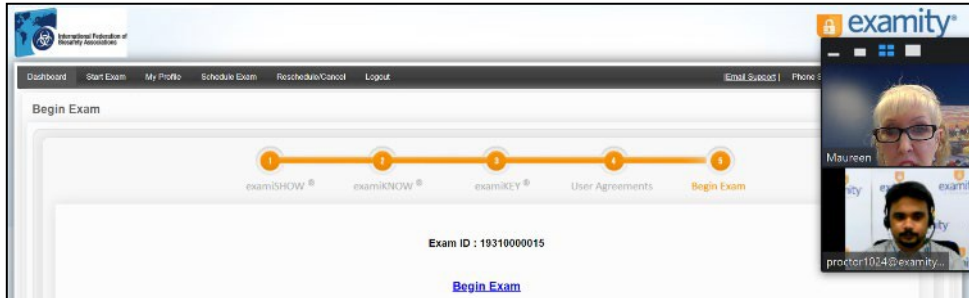 International Federation of
Biosafety Associations
examity®
Dashboard Start Exam My Profile Schedule Exam Reschedule/Cancel Logout Email Support | Phone S
Begin Exam
Maureen
1 2 3 4 5
examiSHOW ® examiKNOW ® examiKEY ® User Agreements Begin Exam
Exam ID : 19310000015
Begin Exam
proctor1024@examity...